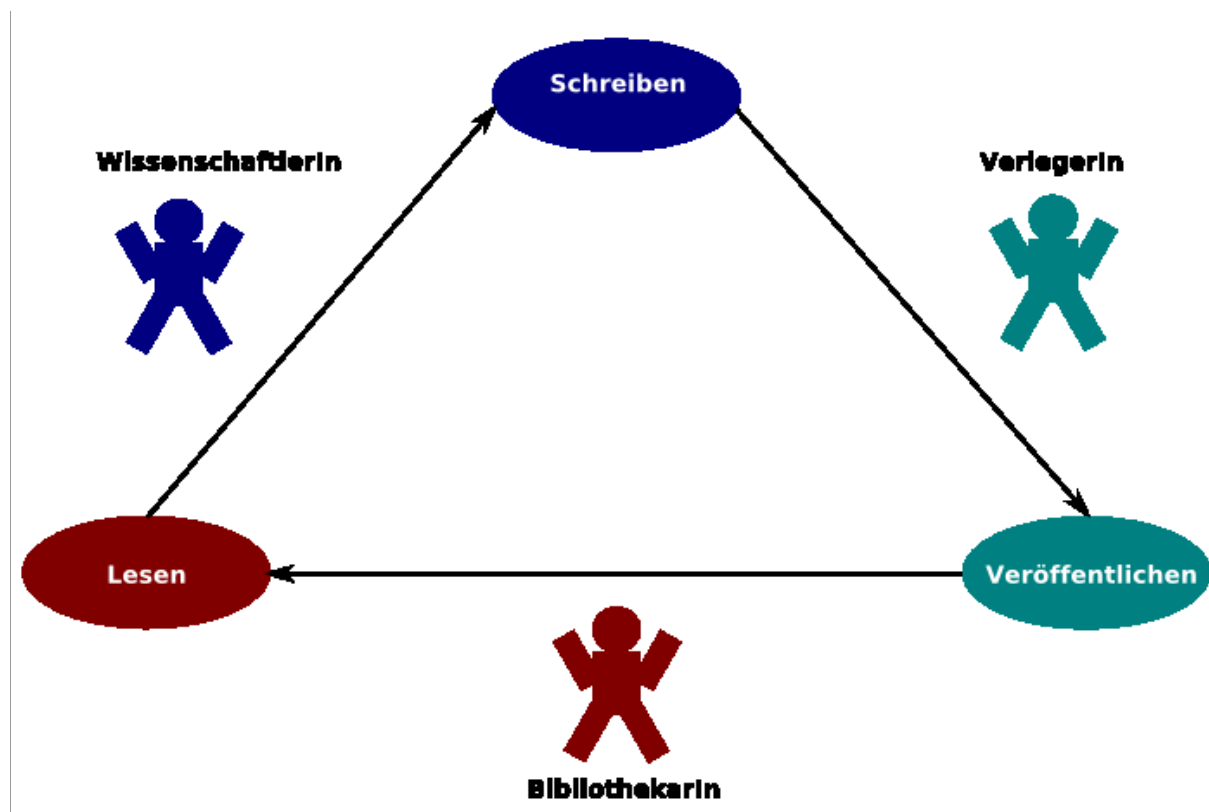 Schreiben
WissenschaftlerIn
VerlegerIn
Lesen
Veröffentlichen
BibliothekarIn